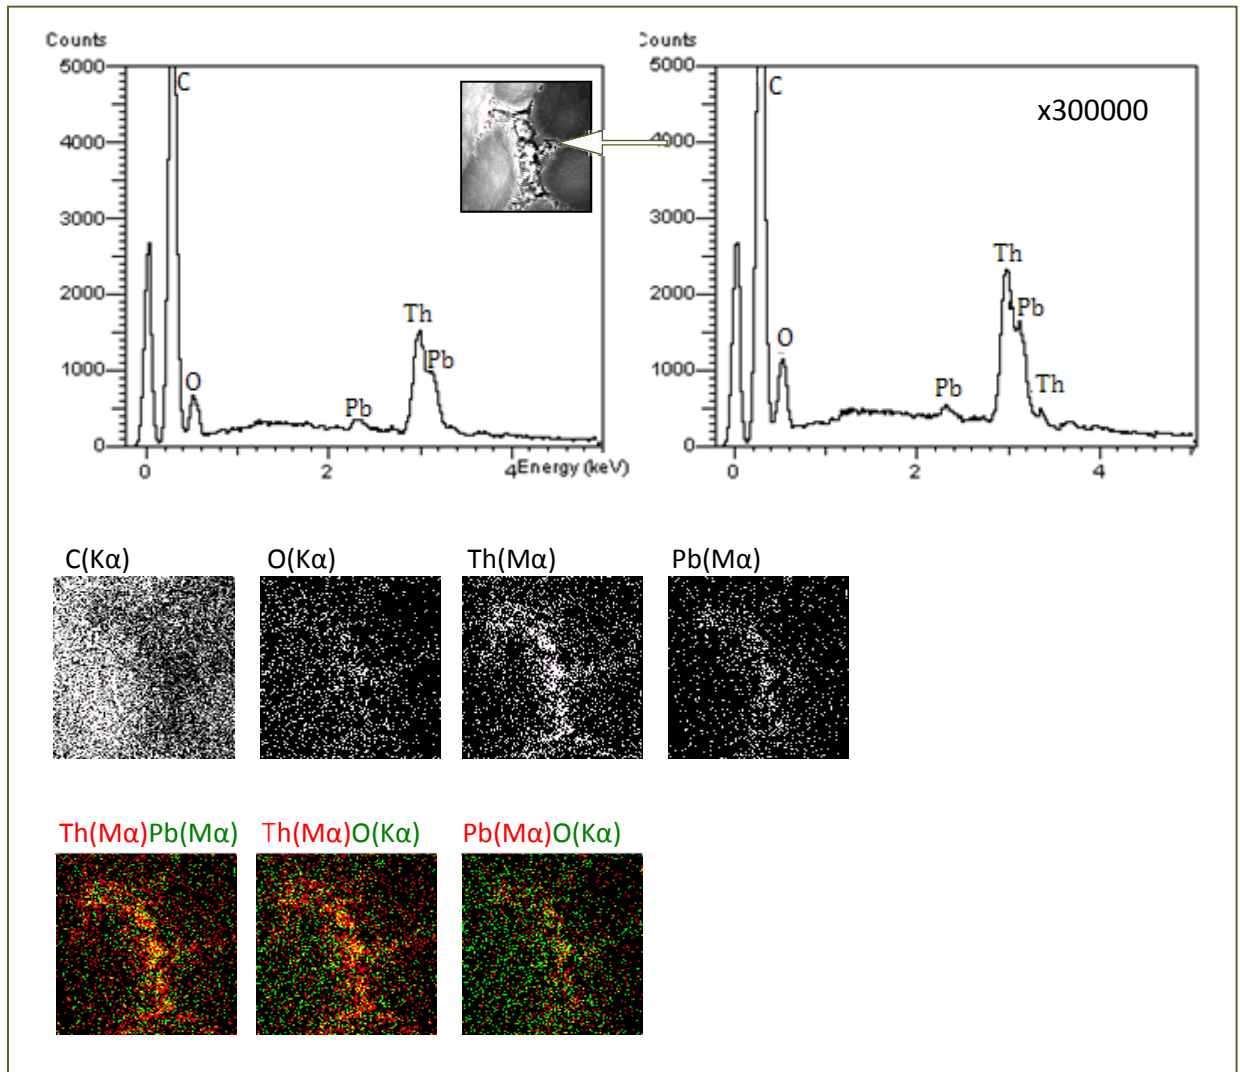 Counts
5000
4000
3000
2000
1000
0
C
O
Pb
Th
Pb
0
2
4
Energy (keV)
Counts
5000
4000
3000
2000
1000
0
C
x300000
O
Pb
Th
Pb
Th
0
2
4
C(Kα) O(Kα) Th(Mα) Pb(Mα)
Th(Mα)Pb(Mα) Th(Mα)O(Kα) Pb(Mα)O(Kα)